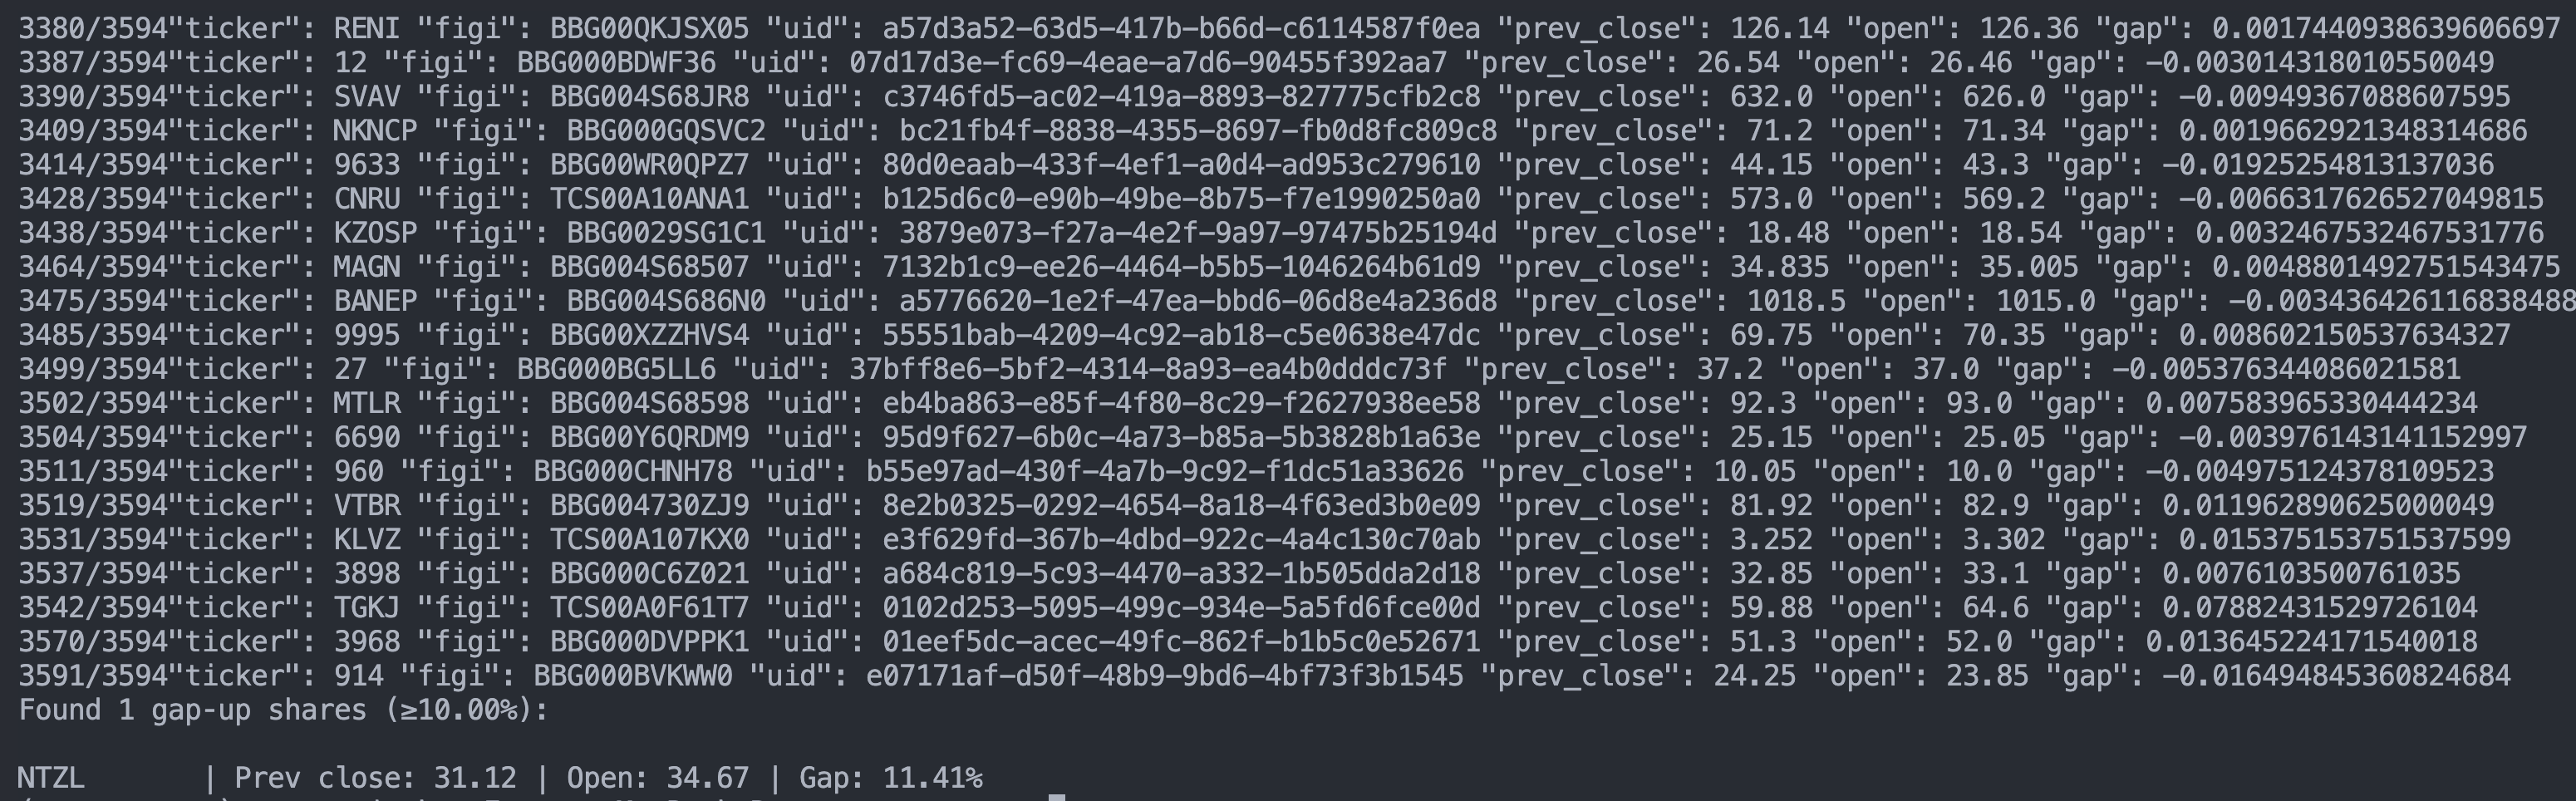 3380/3594"ticker": RENI "figi": BBG00QKJSX05 "uid": a57d3a52-63d5-417b-b66d-c6114587f0ea "prev_close": 126.14 "open": 126.36 "gap": 0.0017440938639606697
3387/3594"ticker": 12 "figi": BBG000BDWF36 "uid": 07d17d3e-fc69-4eae-a7d6-90455f392aa7 "prev_close": 26.54 "open": 26.46 "gap": -0.003014318010550049
3390/3594"ticker": SVAV "figi": BBG004S68JR8 "uid": c3746fd5-ac02-419a-8893-827775cfb2c8 "prev_close": 632.0 "open": 626.0 "gap": -0.00949367088607595
3409/3594"ticker": NKNCP "figi": BBG000GQSVC2 "uid": bc21fb4f-8838-4355-8697-fb0d8fc809c8 "prev_close": 71.2 "open": 71.34 "gap": 0.0019662921348314686
3414/3594"ticker": 9633 "figi": BBG00WR0QPZ7 "uid": 80d0eaab-433f-4ef1-a0d4-ad953c279610 "prev_close": 44.15 "open": 43.3 "gap": -0.01925254813137036
3428/3594"ticker": CNRU "figi": TCS00A10ANA1 "uid": b125d6c0-e90b-49be-8b75-f7e1990250a0 "prev_close": 573.0 "open": 569.2 "gap": -0.0066317626527049815
3438/3594"ticker": KZOSP "figi": BBG0029SG1C1 "uid": 3879e073-f27a-4e2f-9a97-97475b25194d "prev_close": 18.48 "open": 18.54 "gap": 0.0032467532467531776
3464/3594"ticker": MAGN "figi": BBG004S68507 "uid": 7132b1c9-ee26-4464-b5b5-1046264b61d9 "prev_close": 34.835 "open": 35.005 "gap": 0.0048801492751543475
3475/3594"ticker": BANEP "figi": BBG004S686N0 "uid": a5776620-1e2f-47ea-bbd6-06d8e4a236d8 "prev_close": 1018.5 "open": 1015.0 "gap": -0.0034364261168384884
3485/3594"ticker": 9995 "figi": BBG00XZZHVS4 "uid": 55551bab-4209-4c92-ab18-c5e0638e47dc "prev_close": 69.75 "open": 70.35 "gap": 0.008602150537634327
3499/3594"ticker": 27 "figi": BBG000BG5LL6 "uid": 37bff8e6-5bf2-4314-8a93-ea4b0dddc73f "prev_close": 37.2 "open": 37.0 "gap": -0.005376344086021581
3502/3594"ticker": MTLR "figi": BBG004S68598 "uid": eb4ba863-e85f-4f80-8c29-f2627938ee58 "prev_close": 92.3 "open": 93.0 "gap": 0.007583965330444234
3504/3594"ticker": 6690 "figi": BBG00Y6QRDM9 "uid": 95d9f627-6b0c-4a73-b85a-5b3828b1a63e "prev_close": 25.15 "open": 25.05 "gap": -0.003976143141152997
3511/3594"ticker": 960 "figi": BBG000CHNH78 "uid": b55e97ad-430f-4a7b-9c92-f1dc51a33626 "prev_close": 10.05 "open": 10.0 "gap": -0.004975124378109523
3519/3594"ticker": VTBR "figi": BBG004730ZJ9 "uid": 8e2b0325-0292-4654-8a18-4f63ed3b0e09 "prev_close": 81.92 "open": 82.9 "gap": 0.011962890625000049
3531/3594"ticker": KLVZ "figi": TCS00A107KX0 "uid": e3f629fd-367b-4dbd-922c-4a4c130c70ab "prev_close": 3.252 "open": 3.302 "gap": 0.015375153751537599
3537/3594"ticker": 3898 "figi": BBG000C6Z021 "uid": a684c819-5c93-4470-a332-1b505dda2d18 "prev_close": 32.85 "open": 33.1 "gap": 0.0076103500761035
3542/3594"ticker": TGKJ "figi": TCS00A0F61T7 "uid": 0102d253-5095-499c-934e-5a5fd6fce00d "prev_close": 59.88 "open": 64.6 "gap": 0.07882431529726104
3570/3594"ticker": 3968 "figi": BBG000DVPPK1 "uid": 01eef5dc-acec-49fc-862f-b1b5c0e52671 "prev_close": 51.3 "open": 52.0 "gap": 0.013645224171540018
3591/3594"ticker": 914 "figi": BBG000BVKWW0 "uid": e07171af-d50f-48b9-9bd6-4bf73f3b1545 "prev_close": 24.25 "open": 23.85 "gap": -0.016494845360824684
Found 1 gap-up shares (≥10.00%):
NTZL | Prev close: 31.12 | Open: 34.67 | Gap: 11.41%